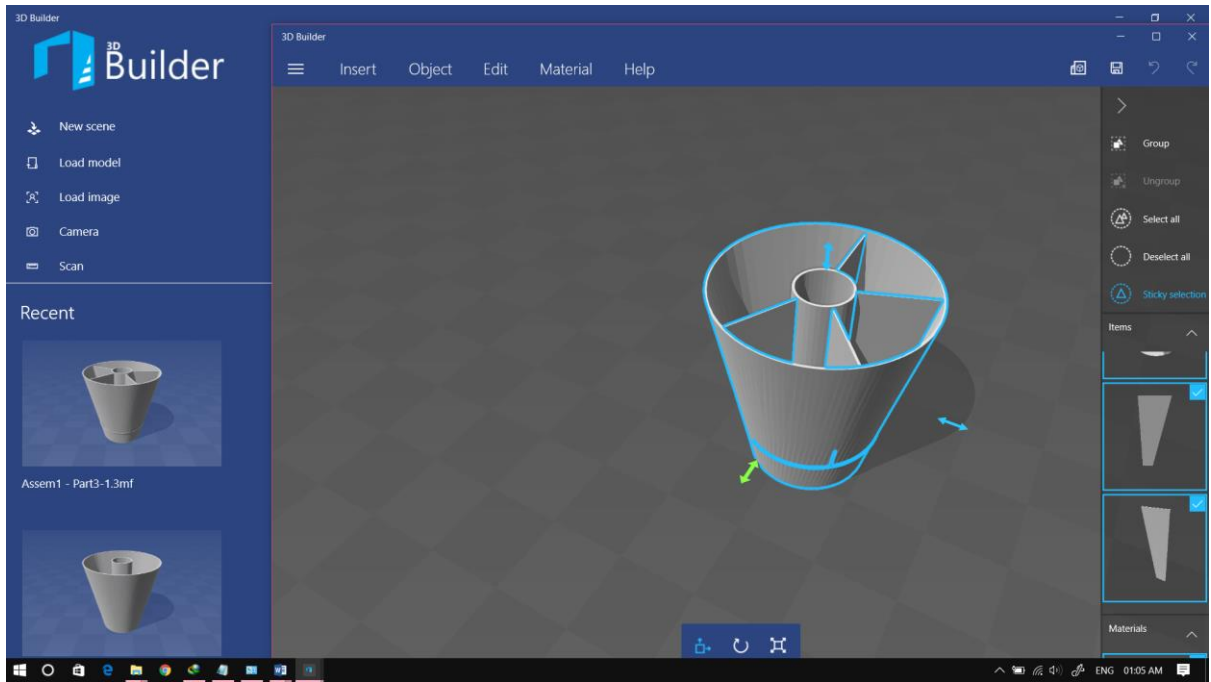 3D Builder
3D
Builder
New scene
Load model
Load image
Camera
Scan
Recent
Assem1 - Part3-1.3mf
3D Builder
Insert Object Edit Material Help
Group
Ungroup
Select all
Deselect all
Sticky selection
Items
Materials
ENG 01:05 AM